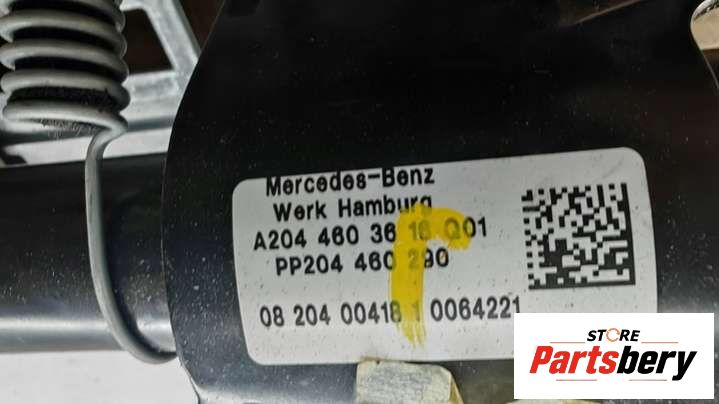 Mercedes-Benz
Werk Hamburg
A204 460 36 16 Q01
PP204 460 290
08 204 00418 1 0064221
STORE
Partsbery